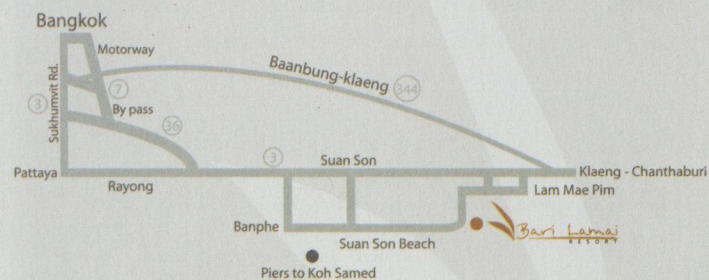 Bangkok
Motorway
Baanbung-klaeng 344
Sukhumvit Rd.
3
7
By pass
36
3
Suan Son
Pattaya
Klaeng - Chanthaburi
Rayong
Lam Mae Pim
Banphe
Suan Son Beach
Bari Lamai
RESORT
Piers to Koh Samed